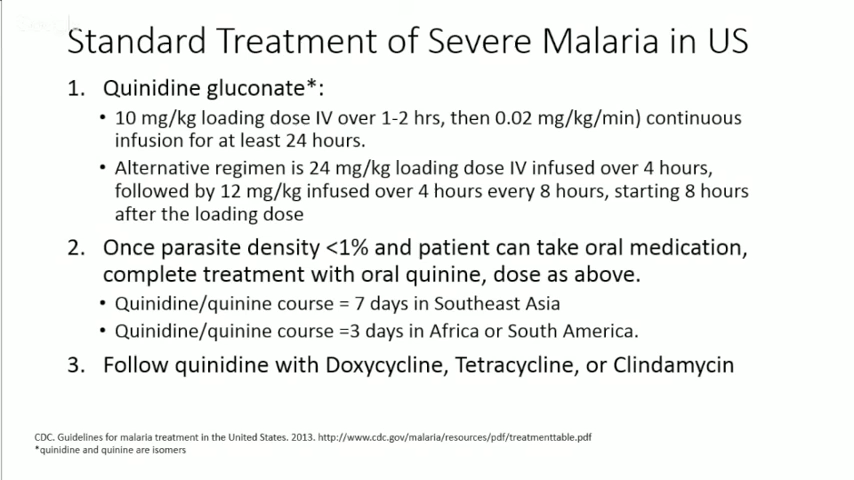 Standard Treatment of Severe Malaria in US
1. Quinidine gluconate*:
• 10 mg/kg loading dose IV over 1-2 hrs, then 0.02 mg/kg/min) continuous
infusion for at least 24 hours.
• Alternative regimen is 24 mg/kg loading dose IV infused over 4 hours,
followed by 12 mg/kg infused over 4 hours every 8 hours, starting 8 hours
after the loading dose
2. Once parasite density <1% and patient can take oral medication,
complete treatment with oral quinine, dose as above.
• Quinidine/quinine course = 7 days in Southeast Asia
• Quinidine/quinine course =3 days in Africa or South America.
3. Follow quinidine with Doxycycline, Tetracycline, or Clindamycin
CDC. Guidelines for malaria treatment in the United States. 2013. http://www.cdc.gov/malaria/resources/pdf/treatmenttable.pdf
*quinidine and quinine are isomers